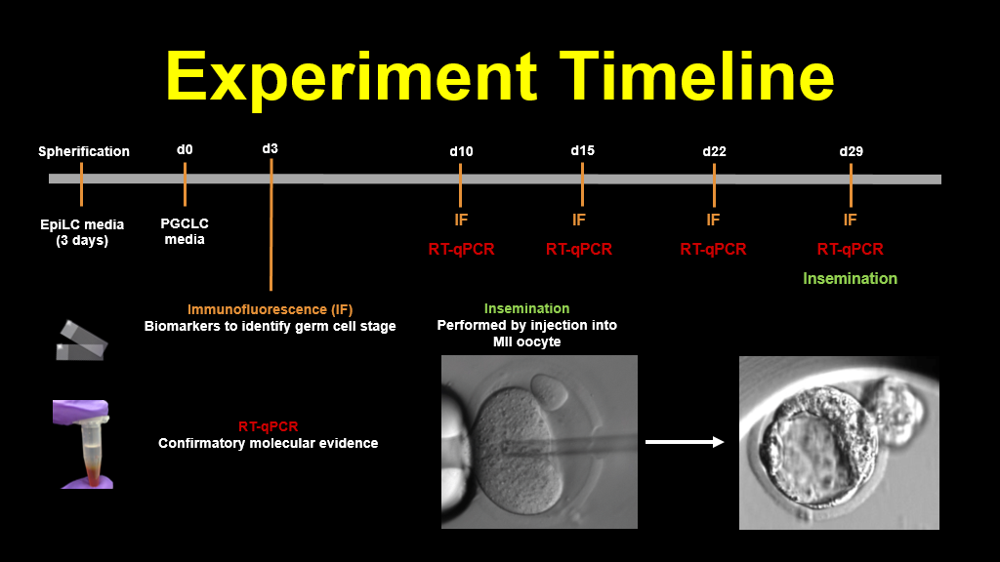 Experiment Timeline
Spherification
d0
d3
d10
d15
d22
d29
EpiLC media
(3 days)
PGCLC
media
IF
RT-qPCR
IF
RT-qPCR
IF
RT-qPCR
IF
RT-qPCR
Insemination
Immunofluorescence (IF)
Biomarkers to identify germ cell stage
Insemination
Performed by injection into
MII oocyte
RT-qPCR
Confirmatory molecular evidence